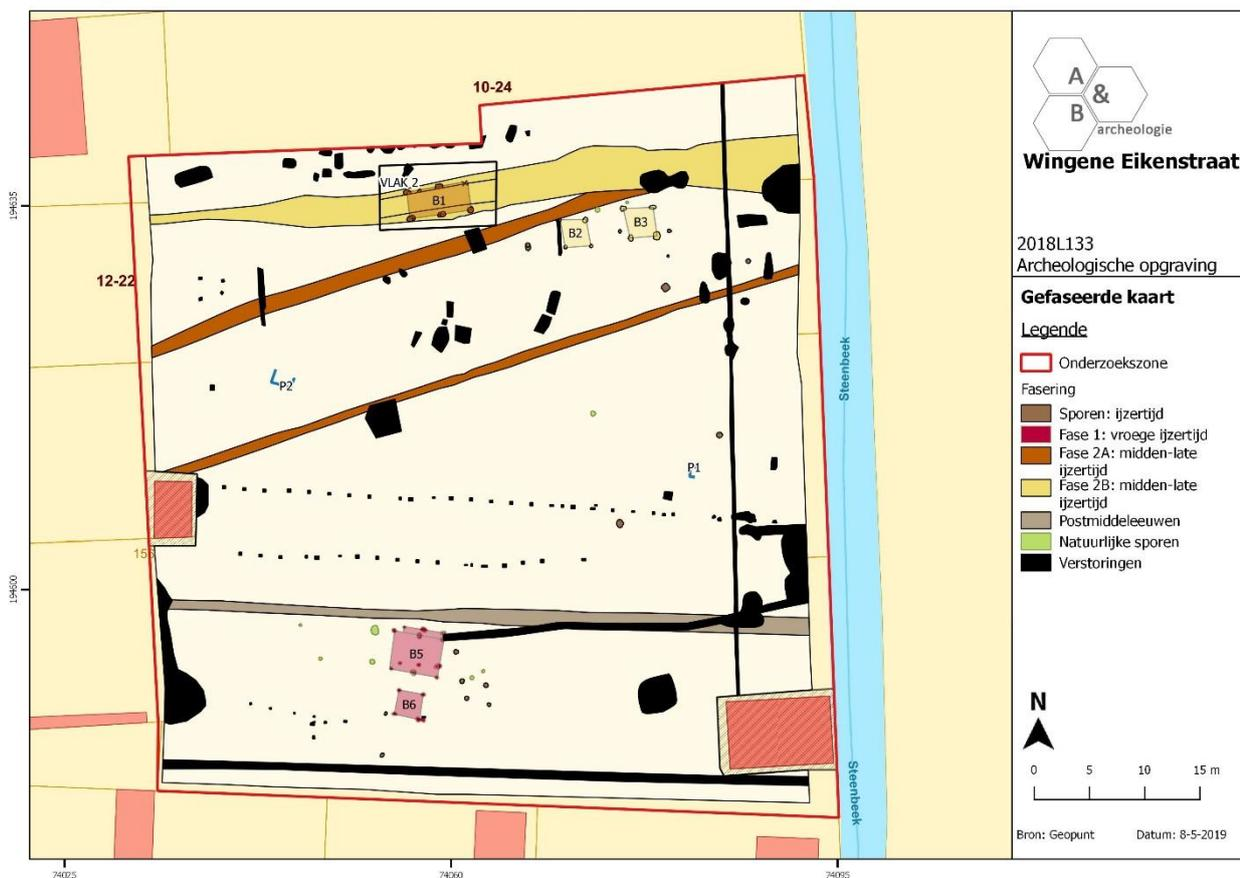 10-24
VLAK 2
B1
B2
B3
12-22
P2
P1
B5
B6
Steenbeek
Steenbeek
194635
194600
74025
74060
74095
A
&
B
archeologie
Wingene Eikenstraat
2018L133
Archeologische opgraving
Gefaseerde kaart
Legende
Onderzoekszone
Fasering
Sporen: ijzertijd
Fase 1: vroege ijzertijd
Fase 2A: midden-late
ijzertijd
Fase 2B: midden-late
ijzertijd
Postmiddeleeuwen
Natuurlijke sporen
Verstoringen
N
0 5 10 15 m
Bron: Geopunt Datum: 8-5-2019